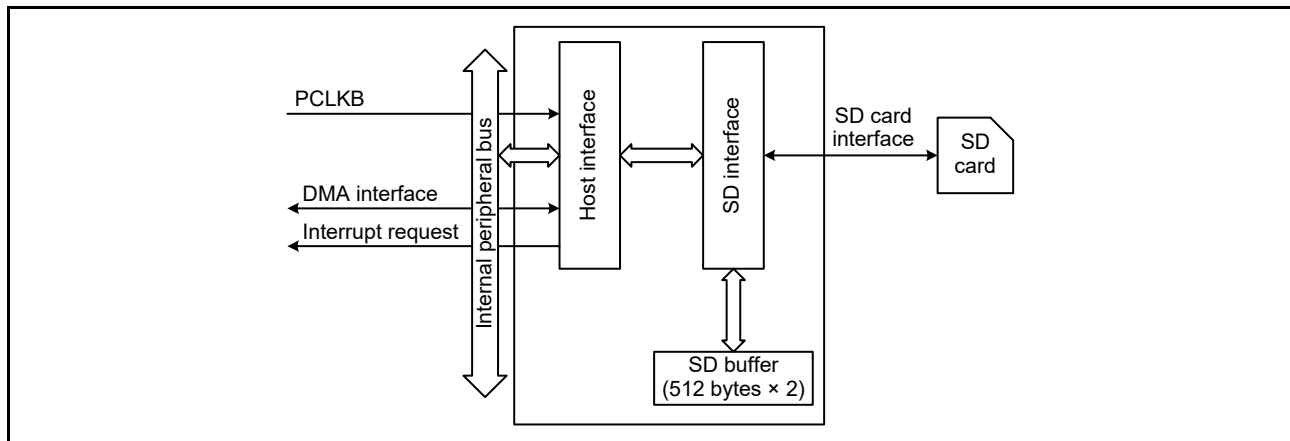 PCLKB
DMA interface
Interrupt request
Internal peripheral bus
Host interface
SD interface
SD card
interface
SD
card
SD buffer
(512 bytes × 2)